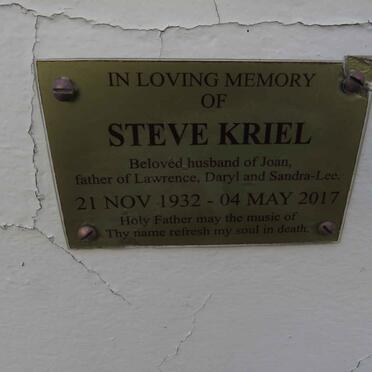 IN LOVING MEMORY
OF
STEVE KRIEL
Beloved husband of Joan,
father of Lawrence, Daryl and Sandra-Lee.
21 NOV 1932 - 04 MAY 2017
Holy Father may the music of
Thy name refresh my soul in death.